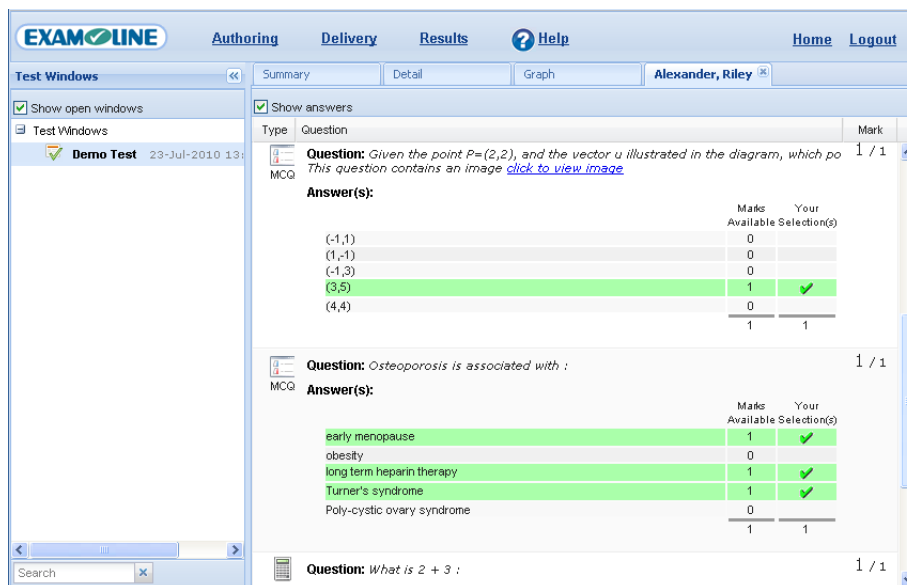 EXAM LINE Authoring Delivery Results ? Help Home Logout
Test Windows
Show open windows
Test Windows
Demo Test 23-Jul-2010 13:
Search
Summary Detail Graph Alexander, Riley
Show answers
Type Question Mark
MCQ
Question: Given the point P=(2,2), and the vector u illustrated in the diagram, which po 1 / 1
This question contains an image click to view image
Answer(s):
Marks Your
Available Selection(s)
(-1,1) 0
(1,-1) 0
(-1,3) 0
(3,5) 1
(4,4) 0
1 1
MCQ
Question: Osteoporosis is associated with : 1 / 1
Answer(s):
Marks Your
Available Selection(s)
early menopause 1
obesity 0
long term heparin therapy 1
Turner's syndrome 1
Poly-cystic ovary syndrome 0
1 1
Question: What is 2 + 3 : 1 / 1